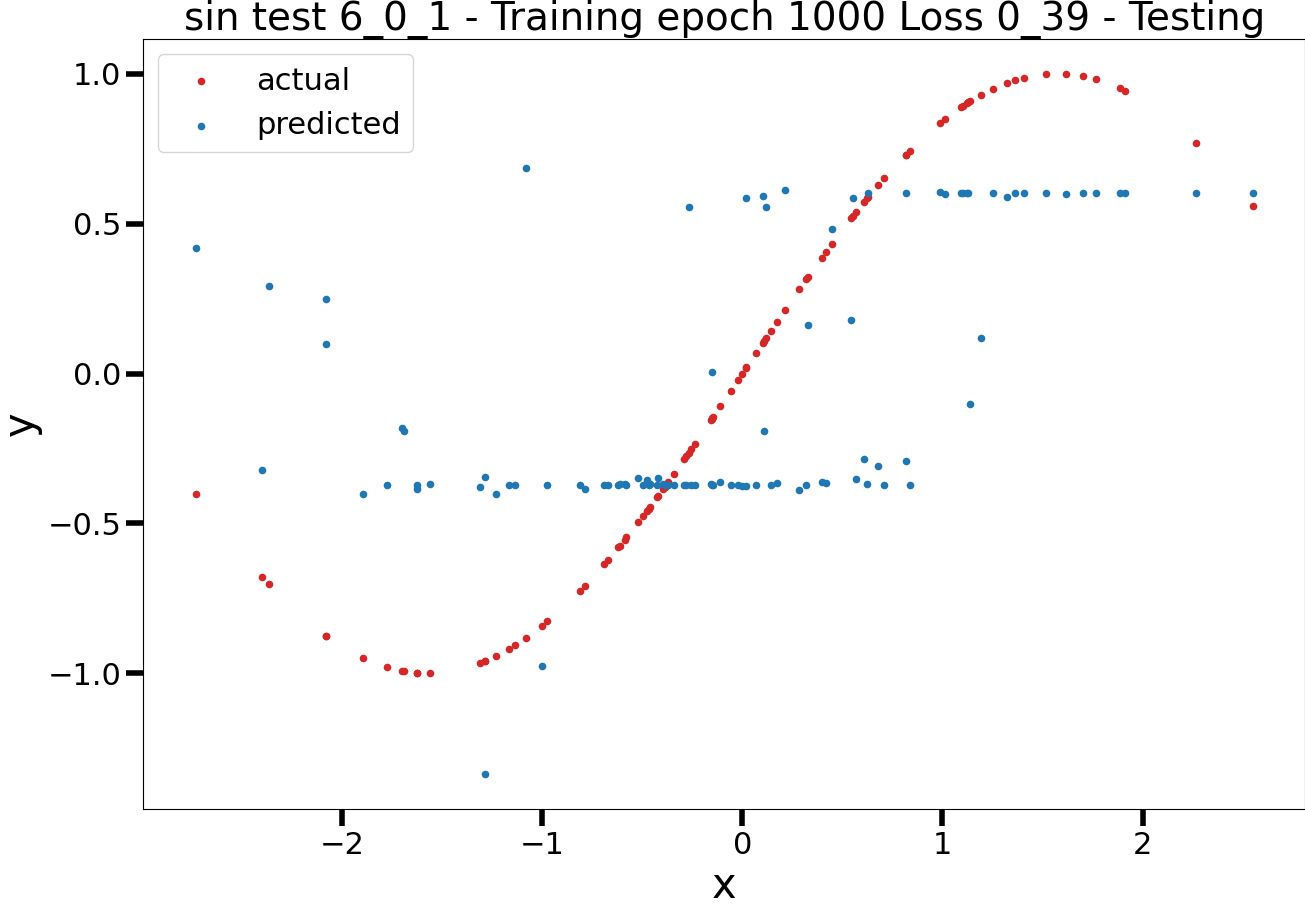 sin test 6_0_1 - Training epoch 1000 Loss 0_39 - Testing
actual
predicted
1.0
0.5
0.0
−0.5
−1.0
y
−2
−1
0
1
2
x